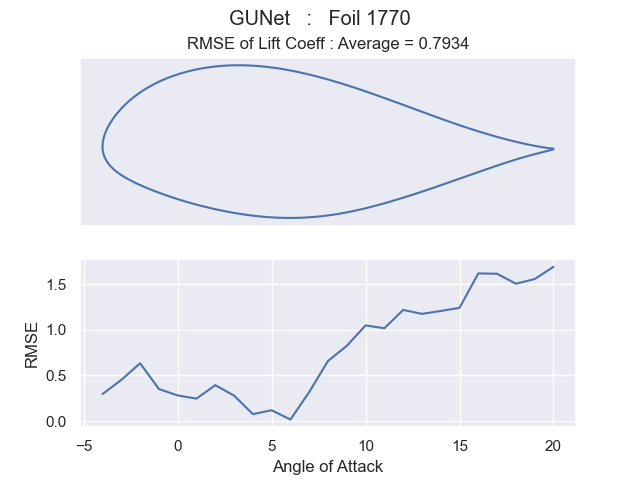 GUNet : Foil 1770
RMSE of Lift Coeff : Average = 0.7934
1.5
1.0
0.5
0.0
RMSE
−5 0 5 10 15 20
Angle of Attack